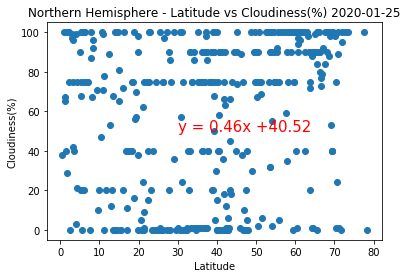 Northern Hemisphere - Latitude vs Cloudiness(%) 2020-01-25
100
80
60
40
20
0
Cloudiness(%)
y = 0.46x +40.52
0 10 20 30 40 50 60 70 80
Latitude